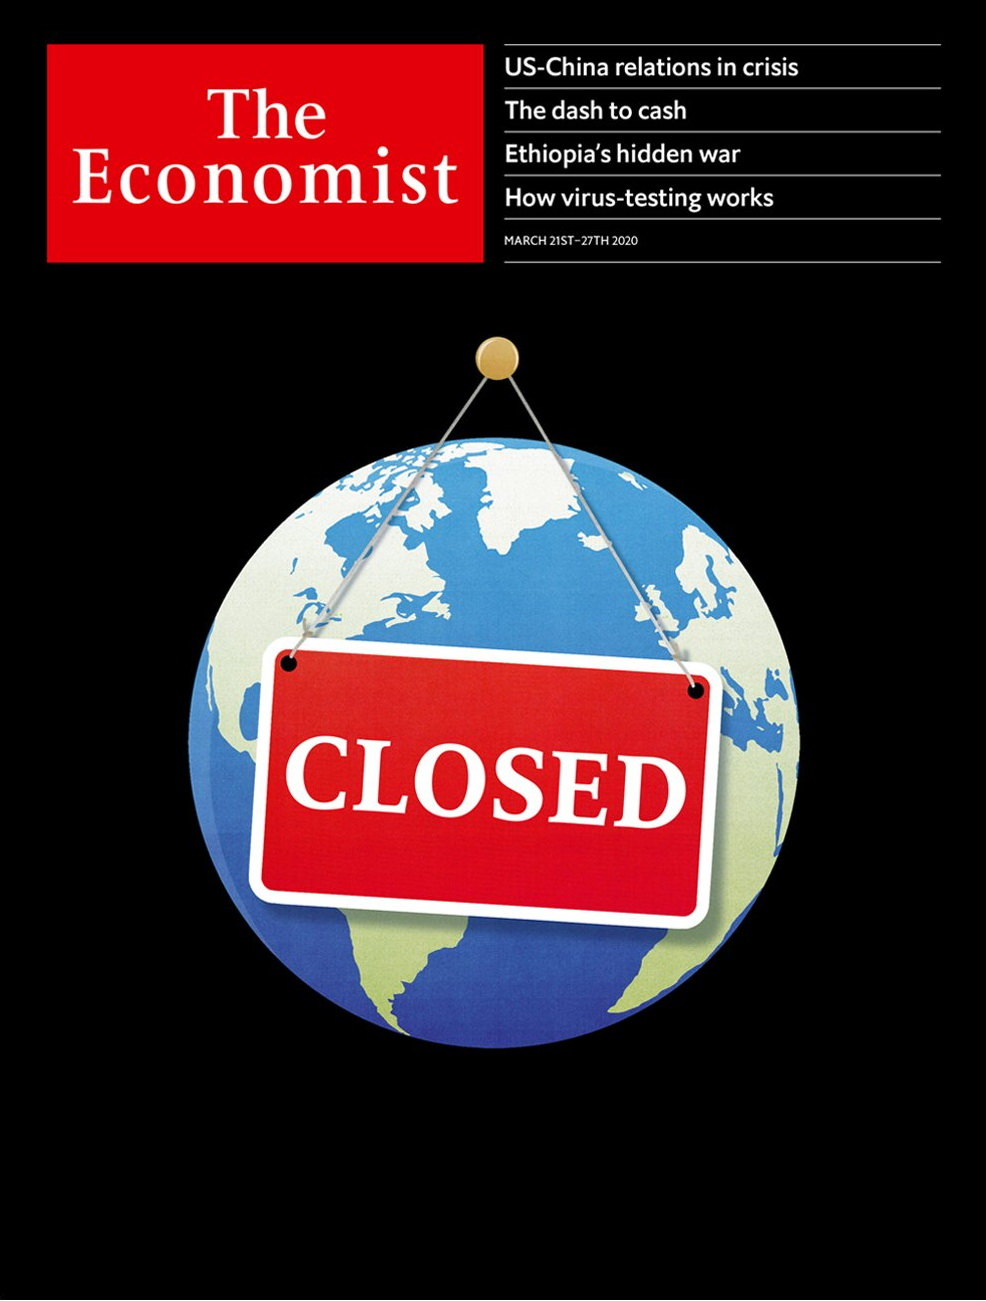 The
Economist
US-China relations in crisis
The dash to cash
Ethiopia's hidden war
How virus-testing works
MARCH 21ST–27TH 2020
CLOSED